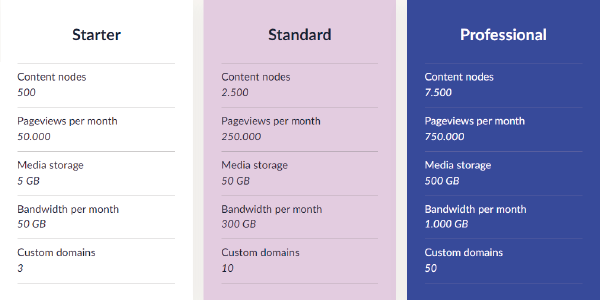 Starter
Content nodes
500
Pageviews per month
50.000
Media storage
5 GB
Bandwidth per month
50 GB
Custom domains
3
Standard
Content nodes
2.500
Pageviews per month
250.000
Media storage
50 GB
Bandwidth per month
300 GB
Custom domains
10
Professional
Content nodes
7.500
Pageviews per month
750.000
Media storage
500 GB
Bandwidth per month
1.000 GB
Custom domains
50